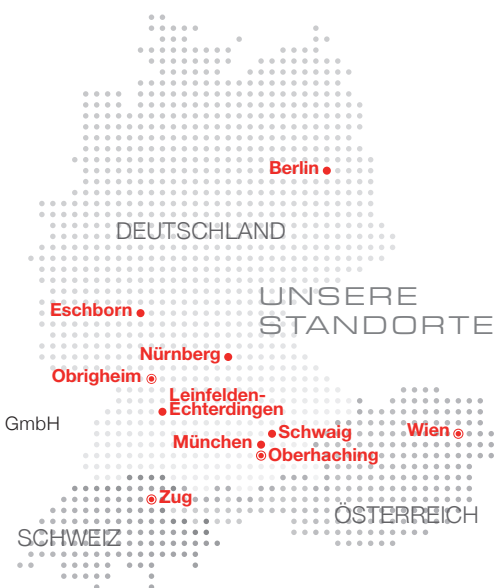 Berlin
DEUTSCHLAND
UNSERE
STANDORTE
Eschborn
Nürnberg
Obrigheim
Leinfelden-
Echterdingen
GmbH
Schwaig
Wien
München
Oberhaching
Zug
ÖSTERREICH
SCHWEIZ